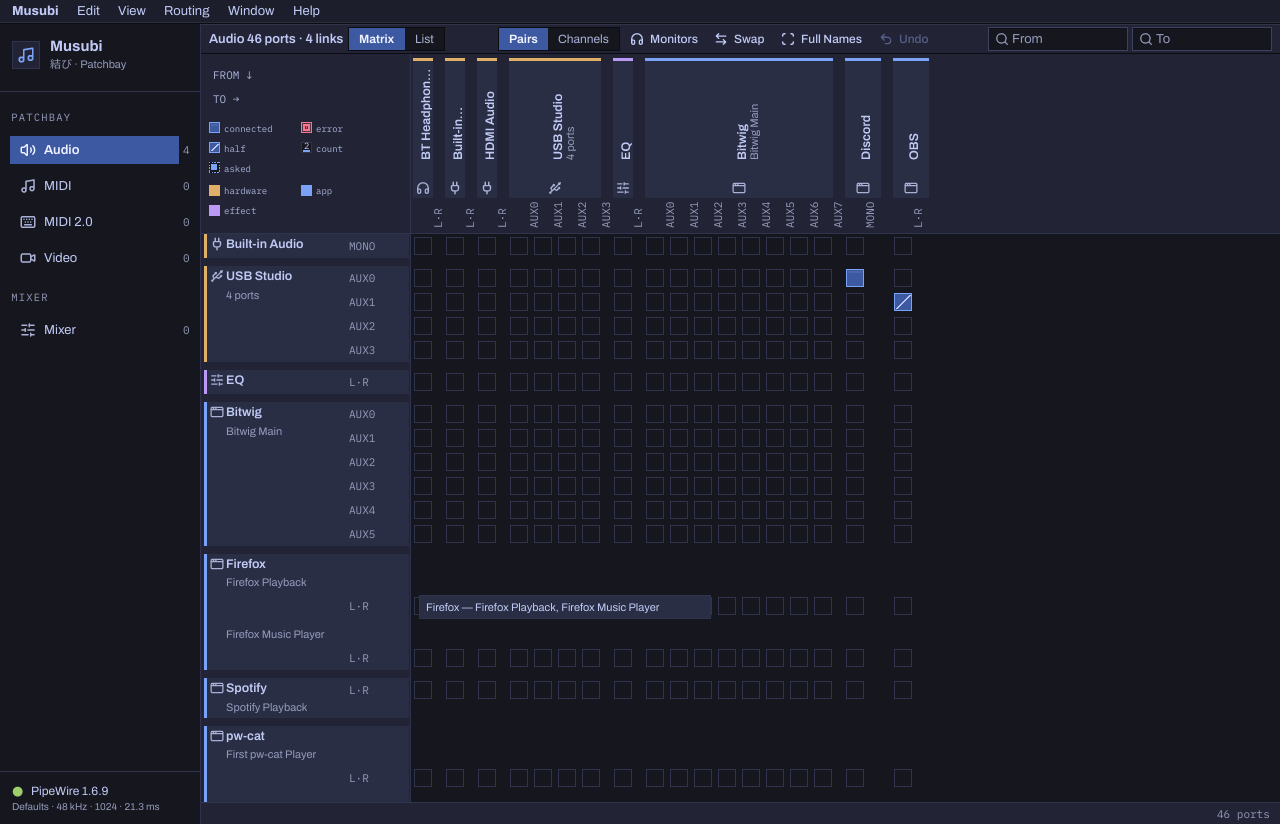 Musubi Edit View Routing Window Help
Musubi
結び · Patchbay
PATCHBAY
Audio 4
MIDI 0
MIDI 2.0 0
Video 0
MIXER
Mixer 0
PipeWire 1.6.9
Defaults · 48 kHz · 1024 · 21.3 ms
Audio 46 ports · 4 links Matrix List Pairs Channels Monitors Swap Full Names Undo From To
FROM ↓
TO →
connected error
half 2 count
asked
hardware app
effect
BT Headphon…
Built-in…
HDMI Audio
USB Studio
4 ports
EQ
Bitwig
Bitwig Main
Discord
OBS
L·R L·R L·R AUX0 AUX1 AUX2 AUX3 L·R AUX0 AUX1 AUX2 AUX3 AUX4 AUX5 AUX6 AUX7 MONO L·R
Built-in Audio MONO
USB Studio AUX0
4 ports AUX1
AUX2
AUX3
EQ L·R
Bitwig AUX0
Bitwig Main AUX1
AUX2
AUX3
AUX4
AUX5
Firefox
Firefox Playback
L·R
Firefox — Firefox Playback, Firefox Music Player
Firefox Music Player
L·R
Spotify L·R
Spotify Playback
pw-cat
First pw-cat Player
L·R
46 ports